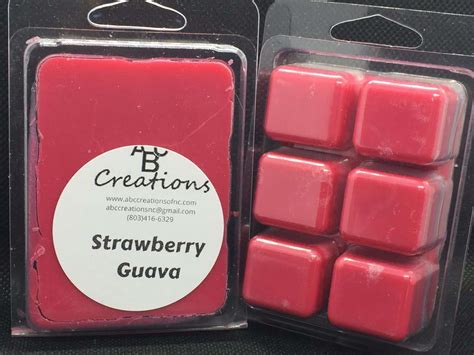 ABC
Creations
www.abccreationsofnc.com
abccreationsnc@gmail.com
(803)416-6329
Strawberry
Guava